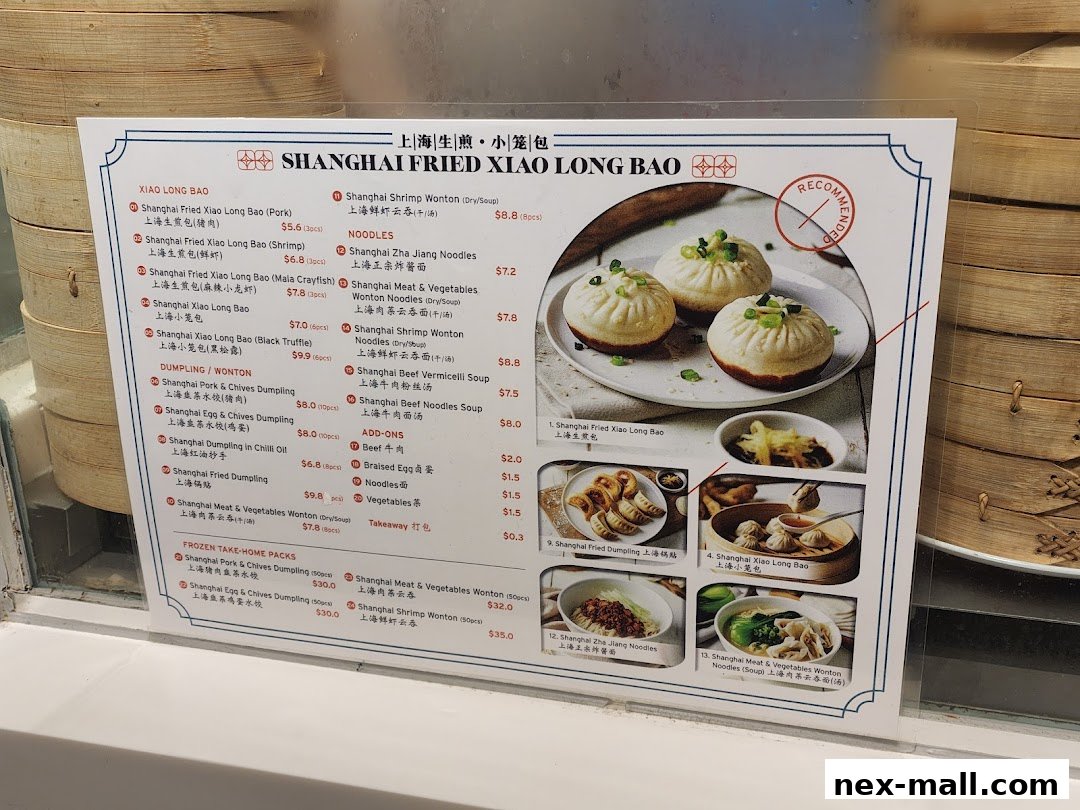 上|海|生|煎・小|笼|包
SHANGHAI FRIED XIAO LONG BAO
XIAO LONG BAO
01 Shanghai Fried Xiao Long Bao (Pork)
上海生煎包(猪肉)
$5.6 (3pcs)
02 Shanghai Fried Xiao Long Bao (Shrimp)
上海生煎包(鲜虾)
$6.8 (3pcs)
03 Shanghai Fried Xiao Long Bao (Mala Crayfish)
上海生煎包(麻辣小龙虾)
$7.8 (3pcs)
04 Shanghai Xiao Long Bao
上海小笼包
$7.0 (6pcs)
05 Shanghai Xiao Long Bao (Black Truffle)
上海小笼包(黑松露)
$9.9 (6pcs)
DUMPLING / WONTON
06 Shanghai Pork & Chives Dumpling
上海韭菜水饺(猪肉)
$8.0 (10pcs)
07 Shanghai Egg & Chives Dumpling
上海韭菜水饺(鸡蛋)
$8.0 (10pcs)
08 Shanghai Dumpling in Chilli Oil
上海红油抄手
$6.8 (8pcs)
09 Shanghai Fried Dumpling
上海锅贴
$9.8 pcs)
10 Shanghai Meat & Vegetables Wonton (Dry/Soup)
上海肉菜云吞(干/汤)
$7.8 (8pcs)
11 Shanghai Shrimp Wonton (Dry/Soup)
上海鲜虾云吞(干/汤)
$8.8 (8pcs)
NOODLES
12 Shanghai Zha Jiang Noodles
上海正宗炸酱面
$7.2
13 Shanghai Meat & Vegetables
Wonton Noodles (Dry/Soup)
上海肉菜云吞面(干/汤)
$7.8
14 Shanghai Shrimp Wonton
Noodles (Dry/Soup)
上海鲜虾云吞面(干/汤)
$8.8
15 Shanghai Beef Vermicelli Soup
上海牛肉粉丝汤
$7.5
16 Shanghai Beef Noodles Soup
上海牛肉面汤
$8.0
ADD-ONS
17 Beef 牛肉
$2.0
18 Braised Egg 卤蛋
$1.5
19 Noodles面
$1.5
20 Vegetables菜
$1.5
Takeaway 打包
$0.3
FROZEN TAKE-HOME PACKS
21 Shanghai Pork & Chives Dumpling (50pcs)
上海猪肉韭菜水饺
$30.0
22 Shanghai Egg & Chives Dumpling (50pcs)
上海韭菜鸡蛋水饺
$30.0
23 Shanghai Meat & Vegetables Wonton (50pcs)
上海肉菜云吞
$32.0
24 Shanghai Shrimp Wonton (50pcs)
上海鲜虾云吞
$35.0
RECOMMENDED
1. Shanghai Fried Xiao Long Bao
上海生煎包
9. Shanghai Fried Dumpling 上海锅贴
4. Shanghai Xiao Long Bao
上海小笼包
12. Shanghai Zha Jiang Noodles
上海正宗炸酱面
13. Shanghai Meat & Vegetables Wonton
Noodles (Soup) 上海肉菜云吞面(汤)
nex-mall.com